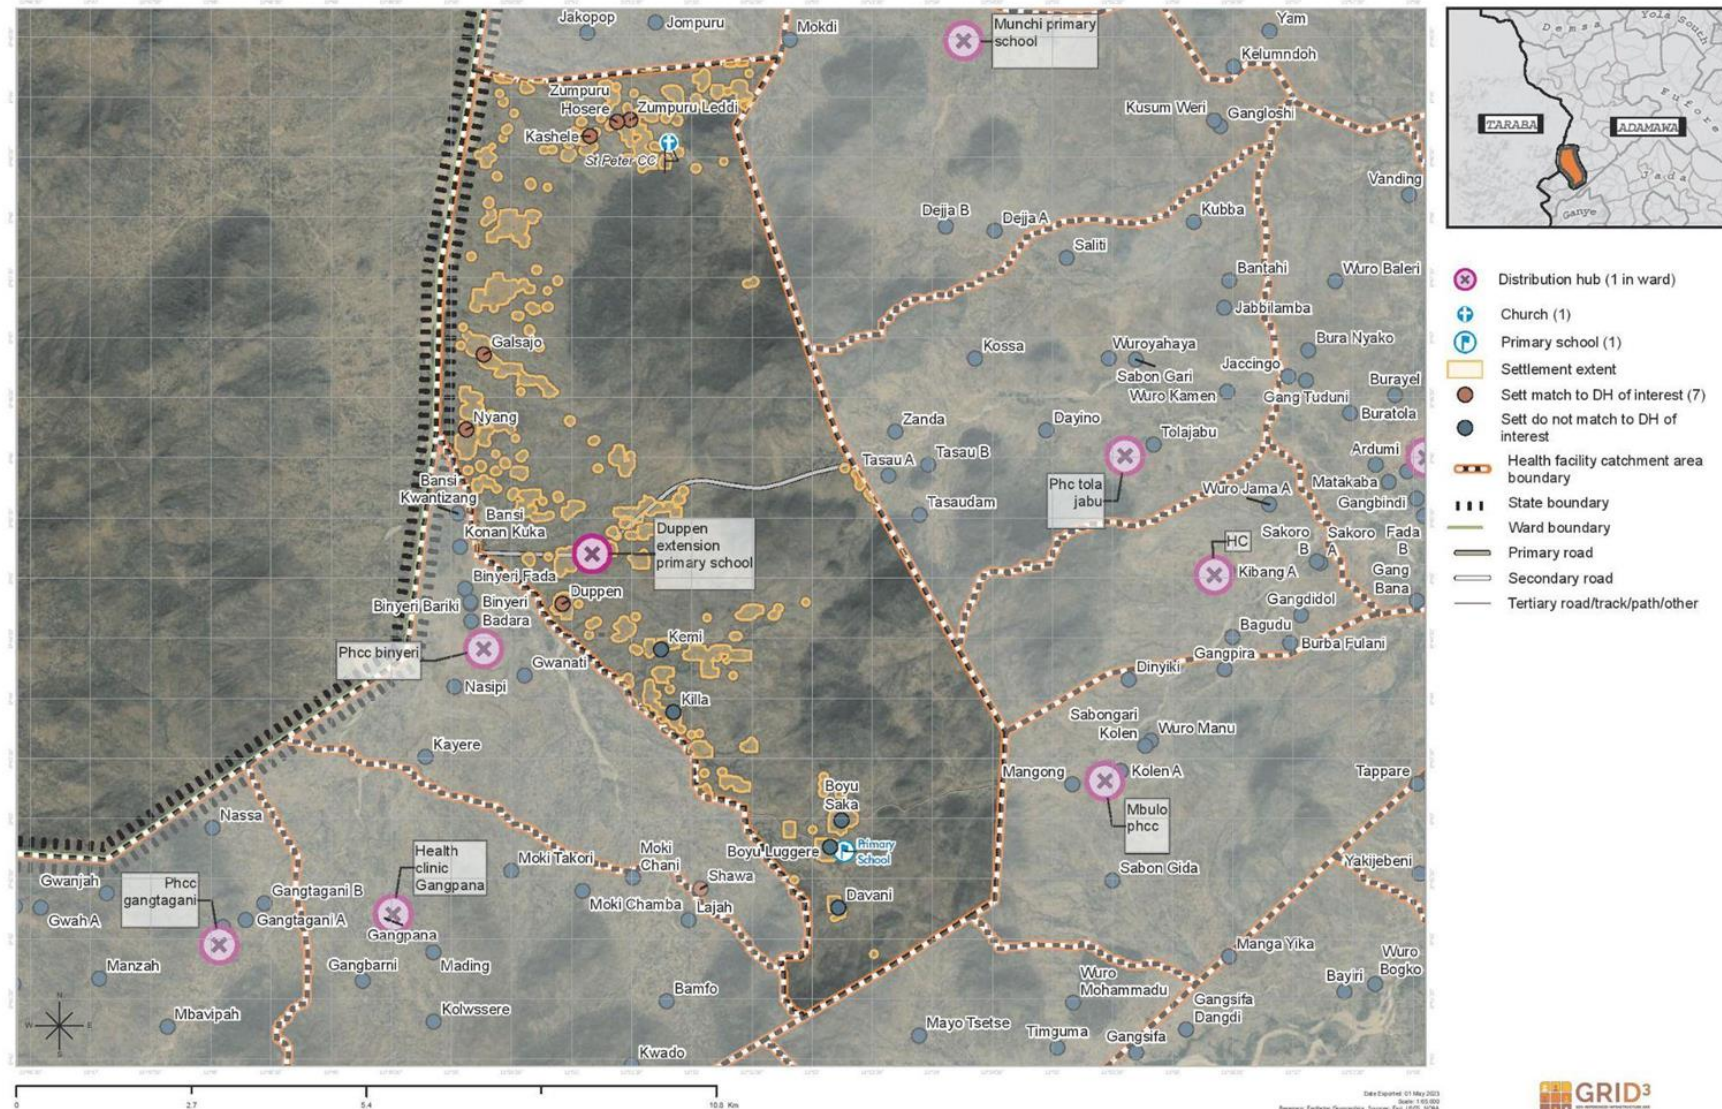 Jakopop
Jompuru
Mokdi
Munchi primary
school
Yam
Kelumndoh
Zumpuru
Hosere
Zumpuru Leddi
Kashele
St Peter CC
Kusum Weri
Gangloshi
Vanding
Dejja B
Dejja A
Kubba
Saliti
Bantahi
Wuro Baleri
Jabbilamba
Galsajo
Kossa
Wuroyahaya
Sabon Gari
Wuro Kamen
Jaccingo
Bura Nyako
Gang Tuduni
Burayel
Buratola
Nyang
Zanda
Dayino
Tolajabu
Tasau A
Tasau B
Ardumi
Matakaba
Gangbindi
Bansi
Kwantizang
Bansi
Konan Kuka
Tasaudam
Phc tola
jabu
Wuro Jama A
Duppen
extension
primary school
HC
Kibang A
Sakoro
B
Sakoro
A
Fada
B
Gang
Bana
Binyeri Fada
Duppen
Binyeri Bariki
Binyeri
Badara
Gangdidol
Bagudu
Burba Fulani
Phcc binyeri
Kemi
Gwanati
Gangpira
Dinyiki
Nasipi
Killa
Sabongari
Kolen
Wuro Manu
Kayere
Mangong
Kolen A
Tappare
Boyu
Saka
Mbulo
phcc
Nassa
Boyu Luggere
Primary
School
Health
clinic
Gangpana
Moki Takori
Moki
Chani
Yakijebeni
Gwanjah
Phcc
gangtagani
Gangtagani B
Shawa
Sabon Gida
Gwah A
Gangtagani A
Moki Chamba
Lajah
Davani
Gangpana
Manga Yika
Manzah
Gangbarni
Mading
Wuro
Bogko
Bayiri
Wuro
Mohammadu
Mbavipah
Kolwssere
Bamfo
Gangsifa
Dangdi
Mayo Tsetse
Timguma
Gangsifa
Kwado
N
W
E
S
0
2.7
5.4
10.8 Km
Demsa
Yola South
Fufore
TARABA
ADAMAWA
Jada
Ganye
Distribution hub (1 in ward)
Church (1)
Primary school (1)
Settlement extent
Sett match to DH of interest (7)
Sett do not match to DH of
interest
Health facility catchment area
boundary
State boundary
Ward boundary
Primary road
Secondary road
Tertiary road/track/path/other
Date Exported: 01 May 2023
GRID³